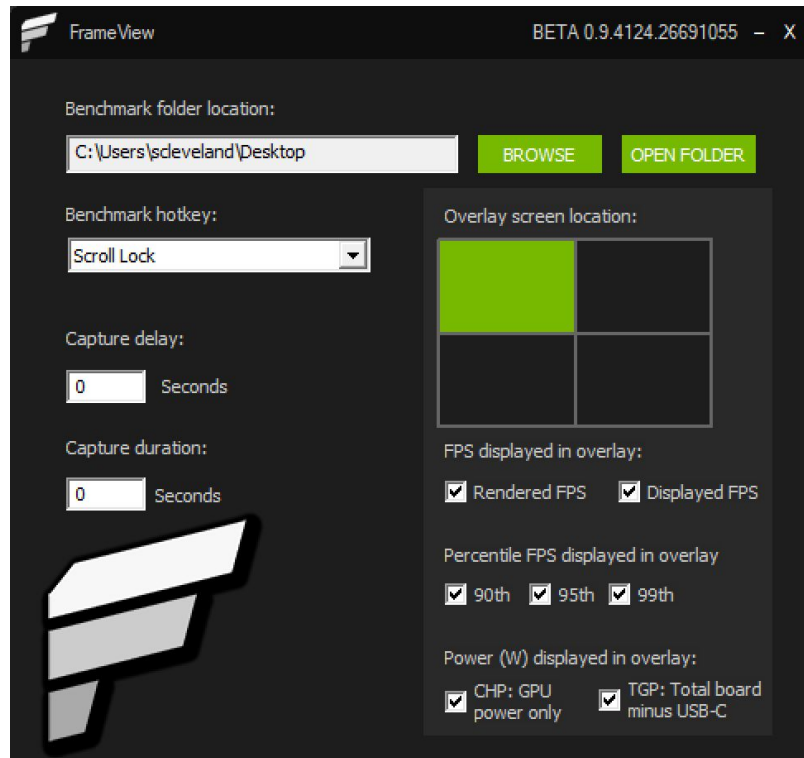 FrameView
BETA 0.9.4124.26691055 – X
Benchmark folder location:
C:\Users\scleveland\Desktop
BROWSE
OPEN FOLDER
Benchmark hotkey:
Scroll Lock
Capture delay:
0 Seconds
Capture duration:
0 Seconds
Overlay screen location:
FPS displayed in overlay:
Rendered FPS
Displayed FPS
Percentile FPS displayed in overlay
90th 95th 99th
Power (W) displayed in overlay:
CHP: GPU
power only
TGP: Total board
minus USB-C